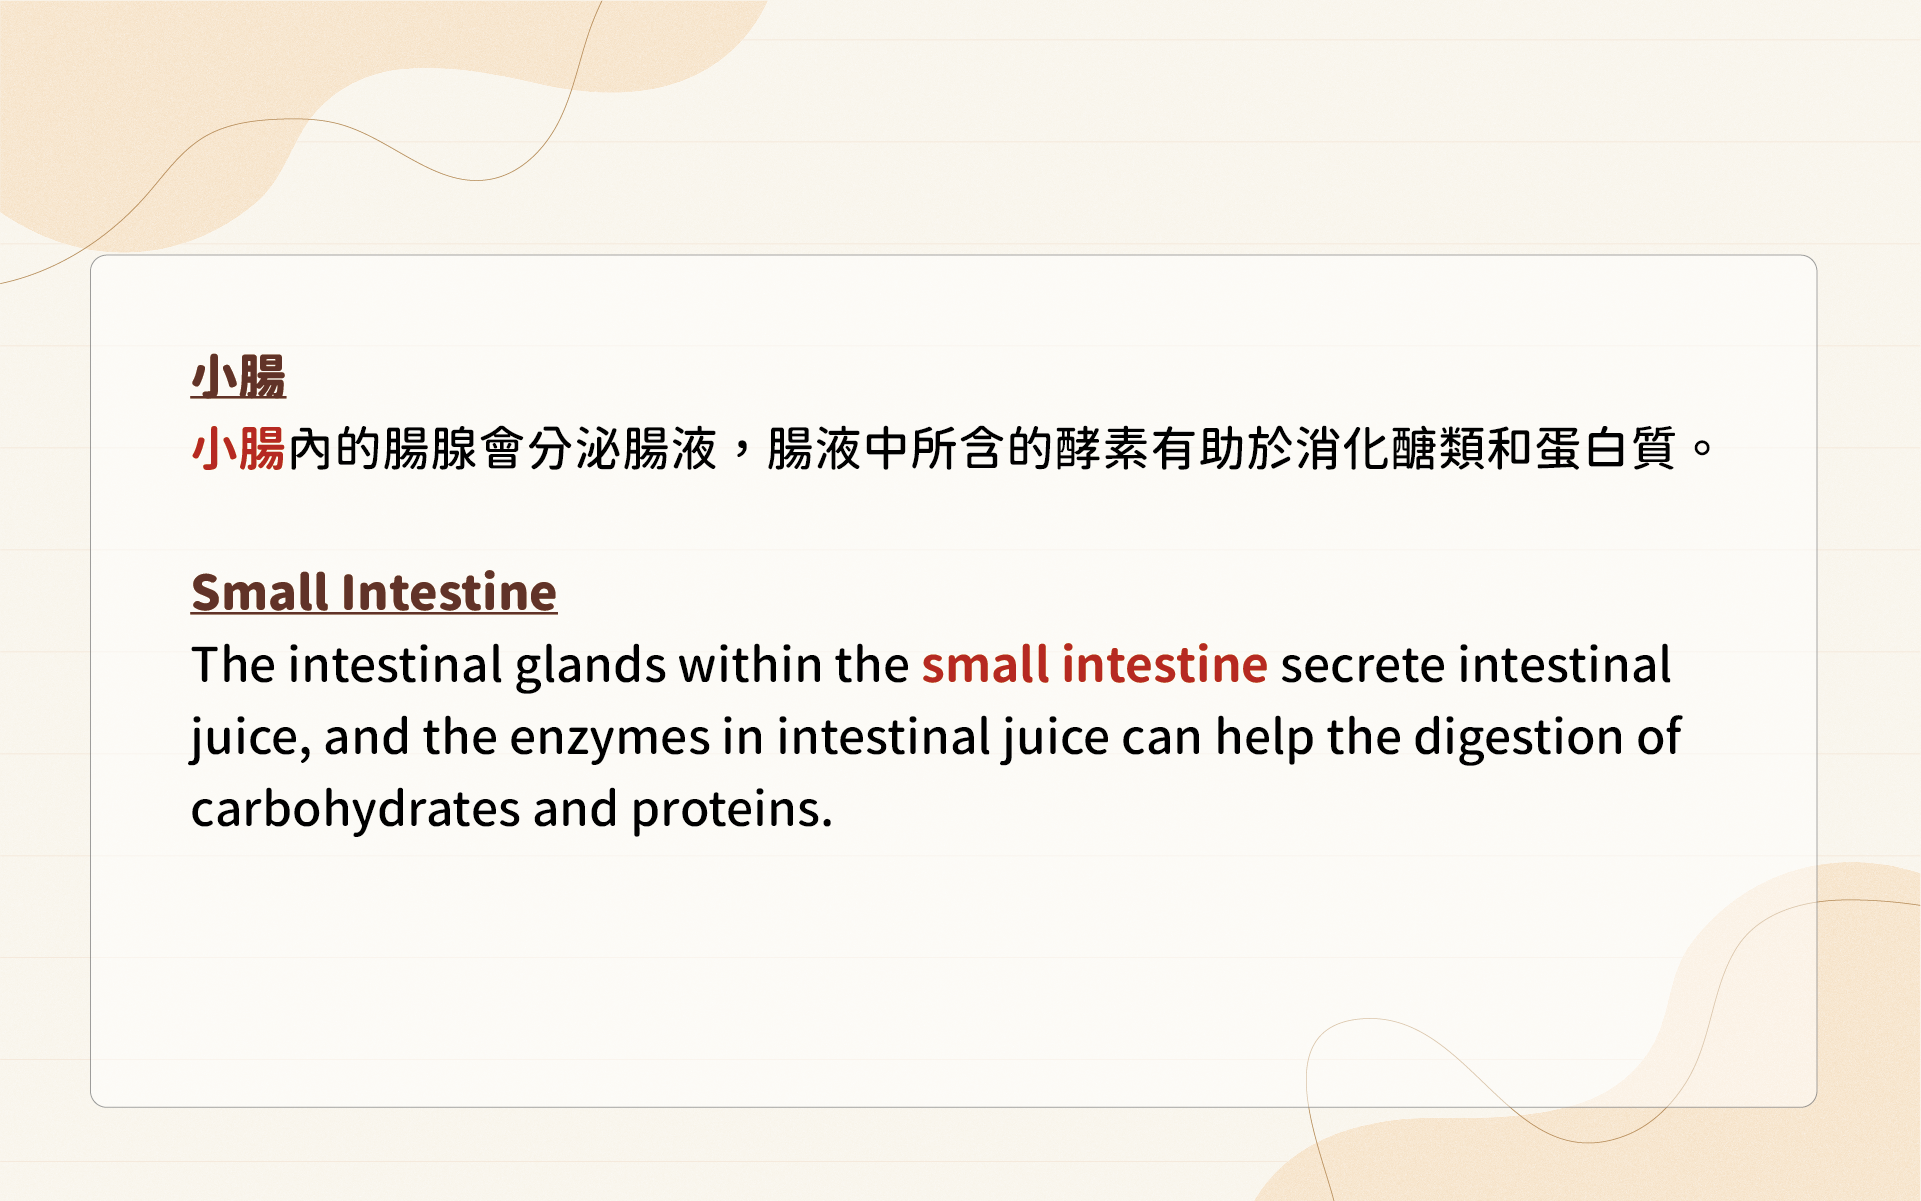 小腸
小腸內的腸腺會分泌腸液，腸液中所含的酵素有助於消化醣類和蛋白質。
Small Intestine
The intestinal glands within the small intestine secrete intestinal
juice, and the enzymes in intestinal juice can help the digestion of
carbohydrates and proteins.